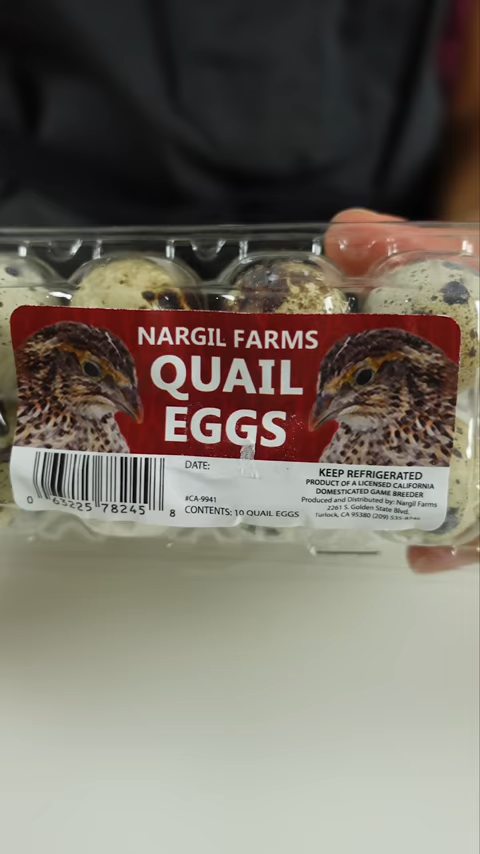 NARGIL FARMS
QUAIL
EGGS
DATE:
#CA-9941
CONTENTS: 10 QUAIL EGGS
0 63225 78245 8
KEEP REFRIGERATED
PRODUCT OF A LICENSED CALIFORNIA
DOMESTICATED GAME BREEDER
Produced and Distributed by: Nargil Farms
2261 S. Golden State Blvd.
Turlock, CA 95380 (209)